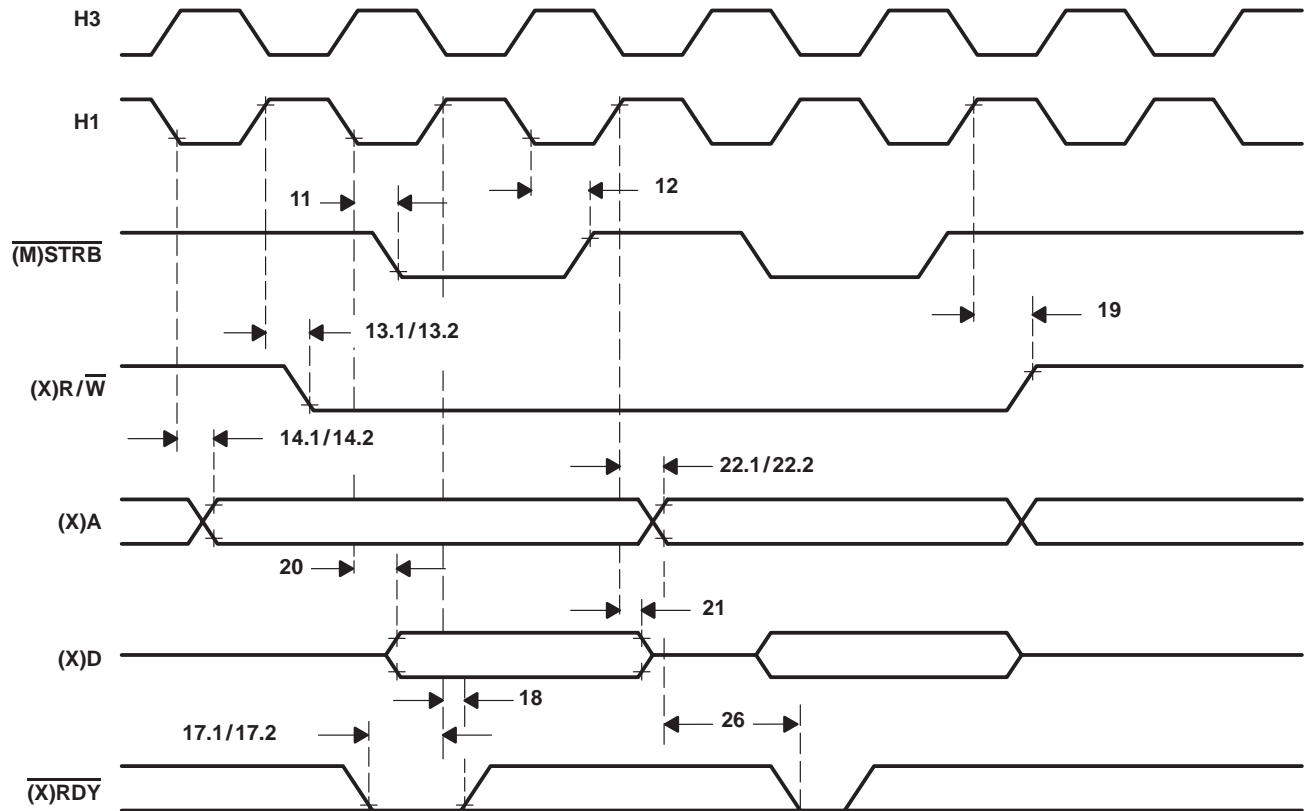 H3
H1
11
12
(M)STRB
19
13.1/13.2
(X)R/W
14.1/14.2
22.1/22.2
(X)A
20
21
(X)D
18
26
17.1/17.2
(X)RDY